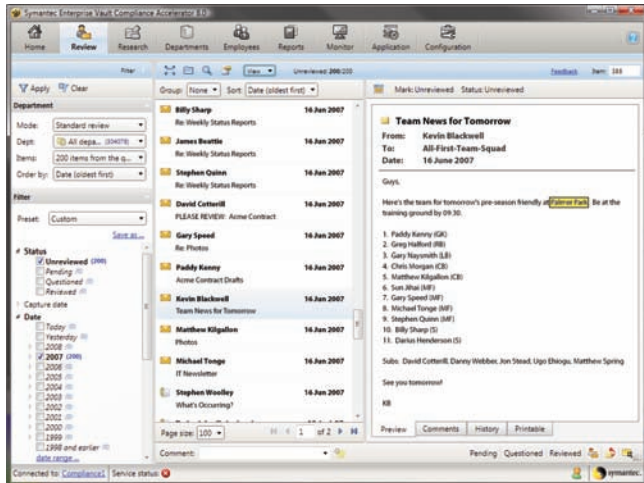 Symantec Enterprise Vault Compliance Accelerator 8.0
Home Review Research Departments Employees Reports Monitor Application Configuration
Filter
View Unreviewed 200/200
Feedback Item: 388
Apply Clear
Group: None Sort: Date (oldest first)
Mark: Unreviewed Status: Unreviewed
Department
Mode: Standard review
Dept: All depa...
Items: 200 items from the q...
Order by: Date (oldest first)
Filter
Preset: Custom
Save as ...
Status
Unreviewed (200)
Pending
Questioned
Reviewed
Capture date
Date
Today
Yesterday
2008
2007 (200)
2006
2005
2004
2003
2002
2001
2000
1999
1998 and earlier
date range...
Billy Sharp 16 Jun 2007
Re: Weekly Status Reports
James Beattie 16 Jun 2007
Re: Weekly Status Reports
Stephen Quinn 16 Jun 2007
Re: Weekly Status Reports
David Cotterill 16 Jun 2007
PLEASE REVIEW: Acme Contract
Gary Speed 16 Jun 2007
Re: Photos
Paddy Kenny 16 Jun 2007
Acme Contract Drafts
Kevin Blackwell 16 Jun 2007
Team News for Tomorrow
Matthew Kilgallon 16 Jun 2007
Photos
Michael Tonge 16 Jun 2007
IT Newsletter
Stephen Woolley 16 Jun 2007
What's Occurring?
Page size: 100 1 of 2
Comment:
Team News for Tomorrow
From: Kevin Blackwell
To: All-First-Team-Squad
Date: 16 June 2007
Guys,
Here's the team for tomorrow's pre-season friendly at Palmer Park. Be at the
training ground by 09:30.
1. Paddy Kenny (GK)
2. Greg Halford (RB)
3. Gary Naysmith (LB)
4. Chris Morgan (CB)
5. Matthew Kilgallon (CB)
6. Sun Jihai (MF)
7. Gary Speed (MF)
8. Michael Tonge (MF)
9. Stephen Quinn (MF)
10. Billy Sharp (S)
11. Darius Henderson (S)
Subs: David Cotterill, Danny Webber, Jon Stead, Ugo Ehiogu, Matthew Spring
See you tomorrow!
KB
Preview Comments History Printable
Pending Questioned Reviewed
Connected to: Compliance1 Service status:
symantec.